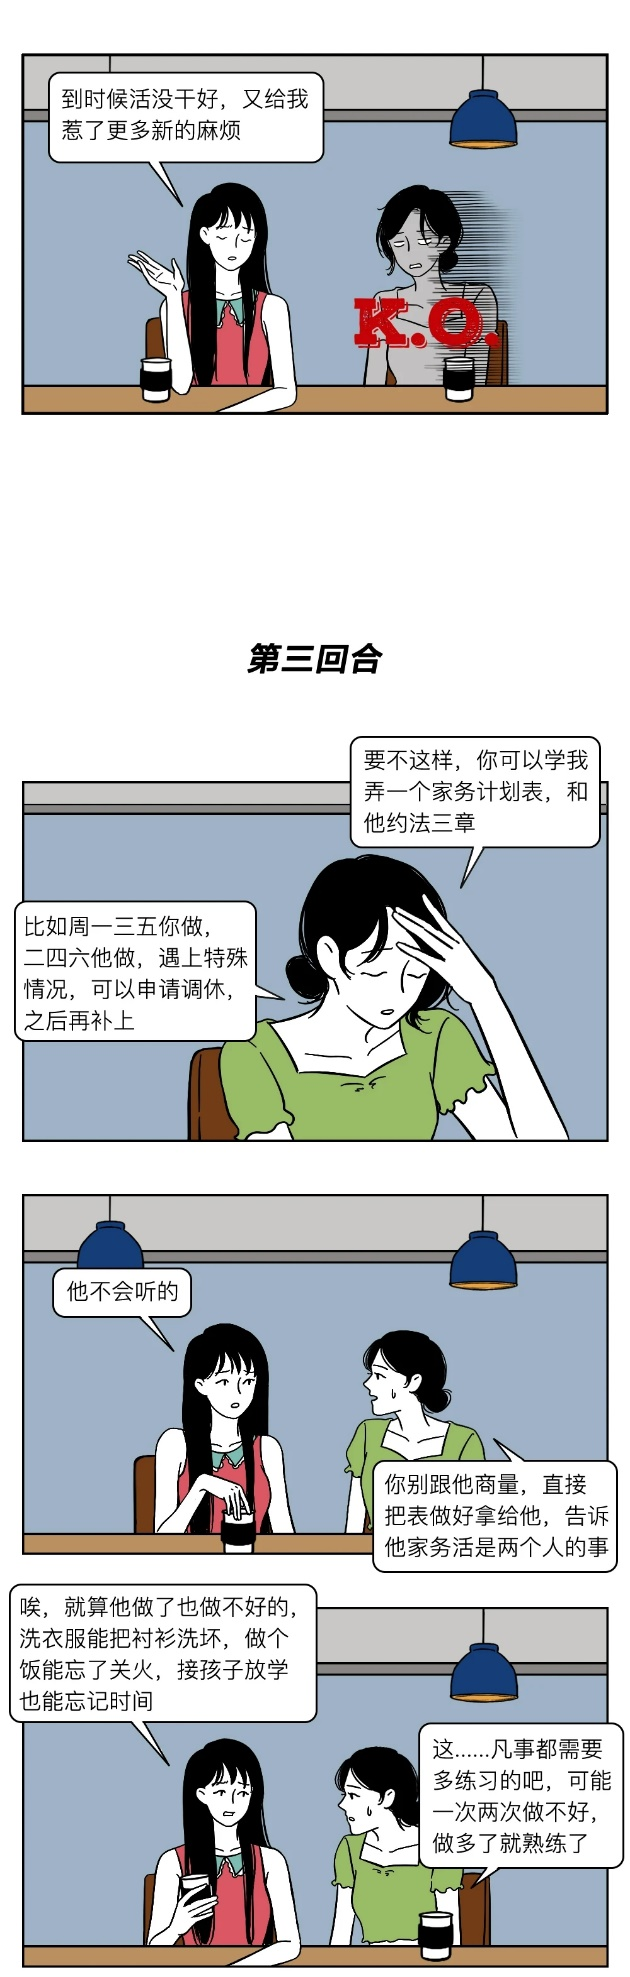 到时候活没干好，又给我
惹了更多新的麻烦
K.O.
第三回合
要不这样，你可以学我
弄一个家务计划表，和
他约法三章
比如周一三五你做，
二四六他做，遇上特殊
情况，可以申请调休，
之后再补上
他不会听的
你别跟他商量，直接
把表做好拿给他，告诉
他家务活是两个人的事
唉，就算他做了也做不好的，
洗衣服能把衬衫洗坏，做个
饭能忘了关火，接孩子放学
也能忘记时间
这......凡事都需要
多练习的吧，可能
一次两次做不好，
做多了就熟练了